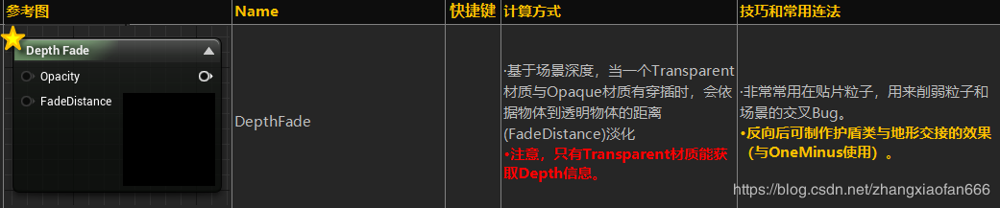 参考图 Name 快捷键 计算方式 技巧和常用连法
Depth Fade
Opacity
FadeDistance
DepthFade
·基于场景深度，当一个Transparent
材质与Opaque材质有穿插时，会依
据物体到透明物体的距离
(FadeDistance)淡化
•注意，只有Transparent材质能获
取Depth信息。
·非常常用在贴片粒子，用来削弱粒子和
场景的交叉Bug。
•反向后可制作护盾类与地形交接的效果
（与OneMinus使用）。
https://blog.csdn.net/zhangxiaofan666